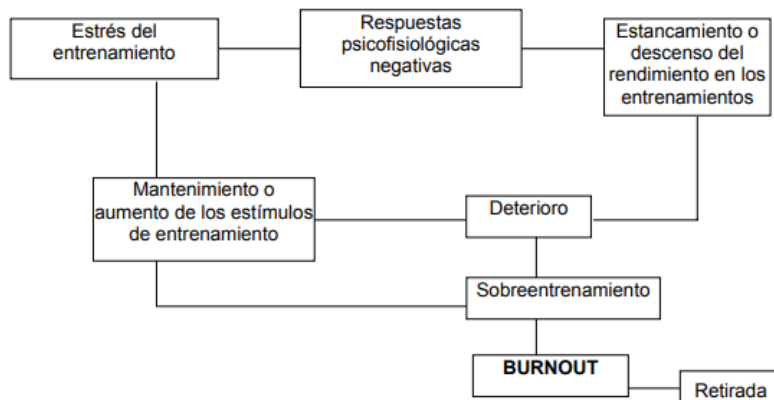 Estrés del
entrenamiento
Respuestas
psicofisiológicas
negativas
Estancamiento o
descenso del
rendimiento en los
entrenamientos
Mantenimiento o
aumento de los estímulos
de entrenamiento
Deterioro
Sobreentrenamiento
BURNOUT
Retirada